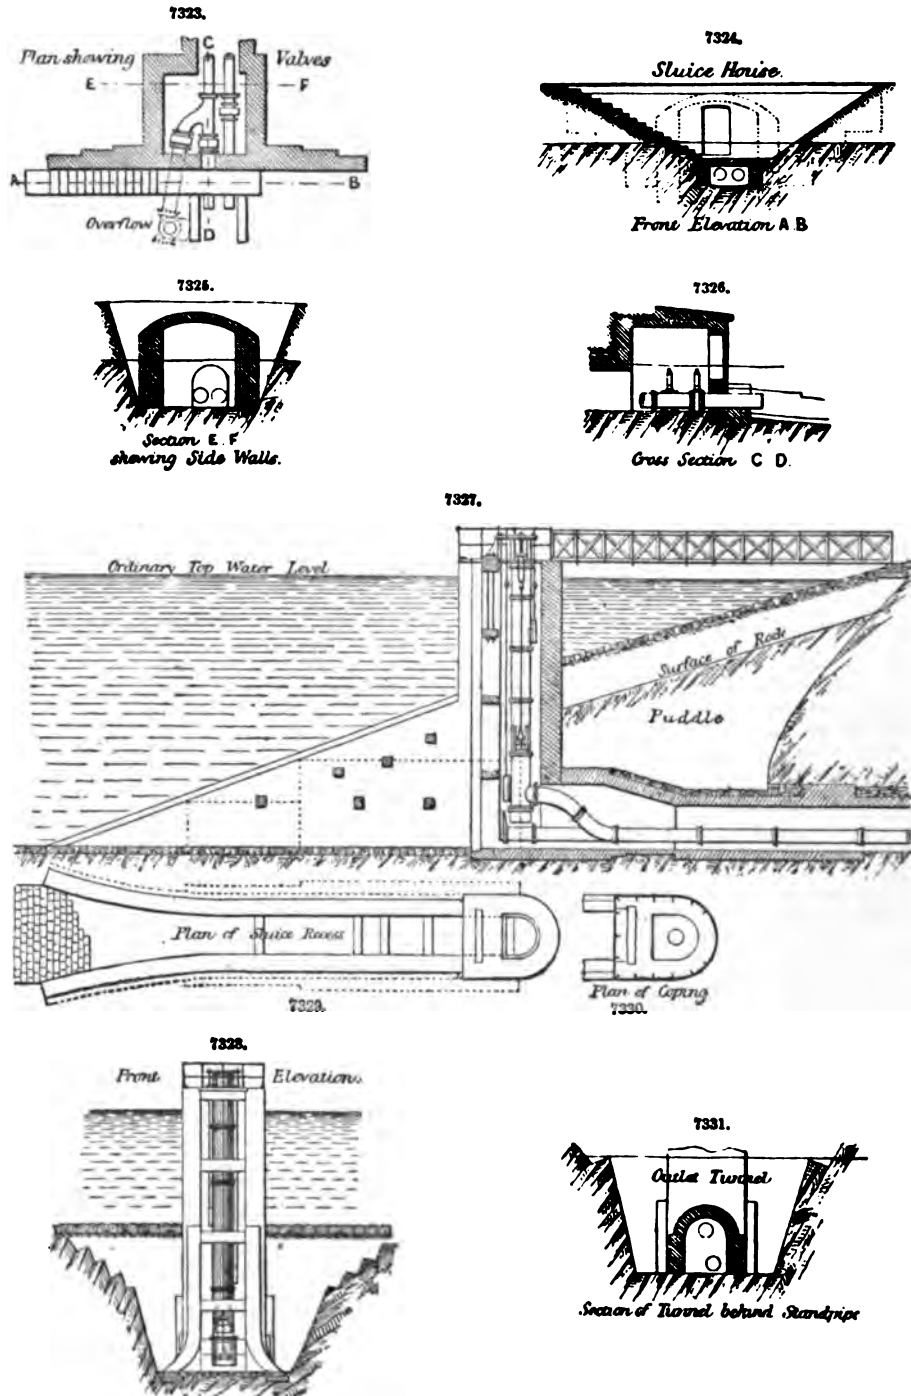 7323.
Plan showing Valves
C
E F
A B
Overflow
D
7324.
Sluice House.
Front Elevation A.B
7325.
Section E. F
shewing Side Walls.
7326.
Cross Section C D.
7327.
Ordinary Top Water Level
Surface of Rock
Puddle
Plan of Sluice Recess
7329.
Plan of Coping
7330.
7328.
Front Elevations.
7331.
Outlet Tunnel
Section of Tunnel behind Standpipe